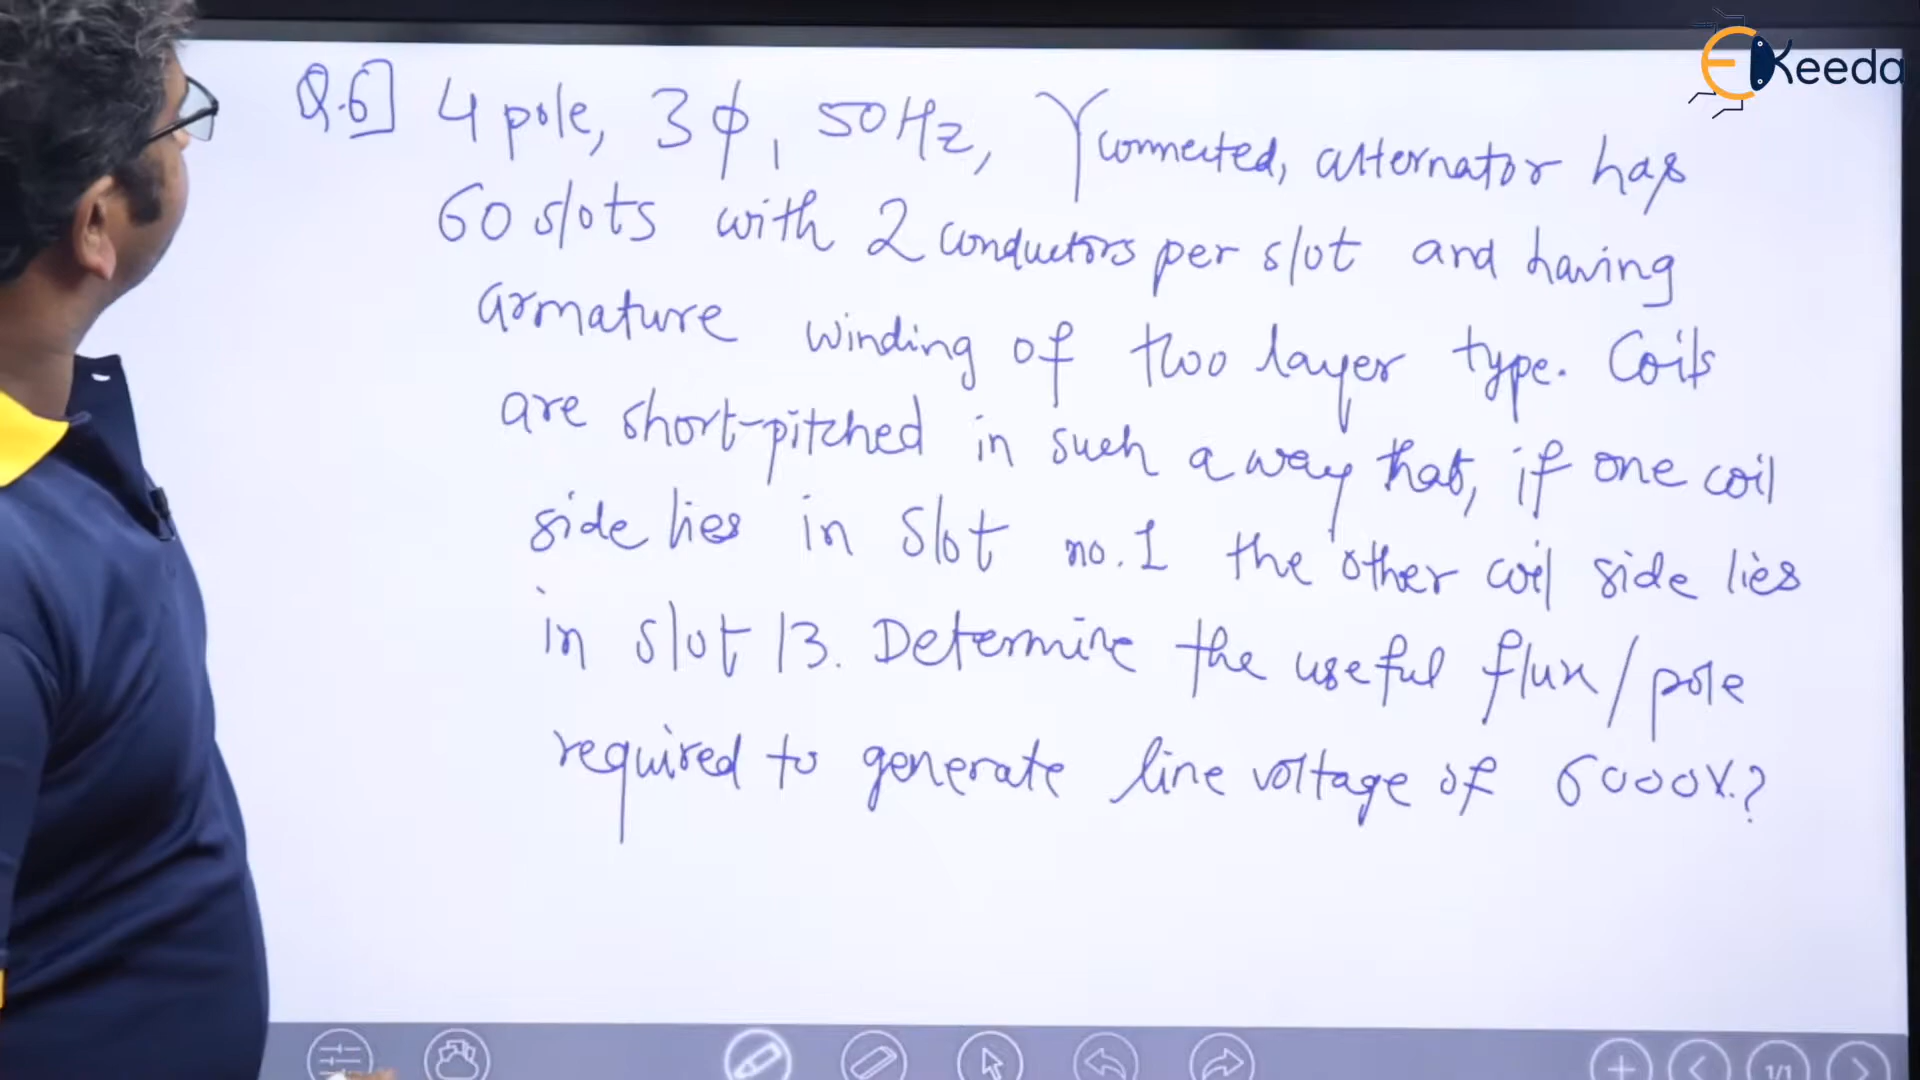 EKeeda
Q.6] 4 pole, 3ϕ, 50Hz, Y connected, alternator has
60 slots with 2 conductors per slot and having
armature winding of two layer type. Coils
are short-pitched in such a way that, if one coil
side lies in slot no. 1 the other coil side lies
in slot 13. Determine the useful flux/pole
required to generate line voltage of 6000V.?
1/1